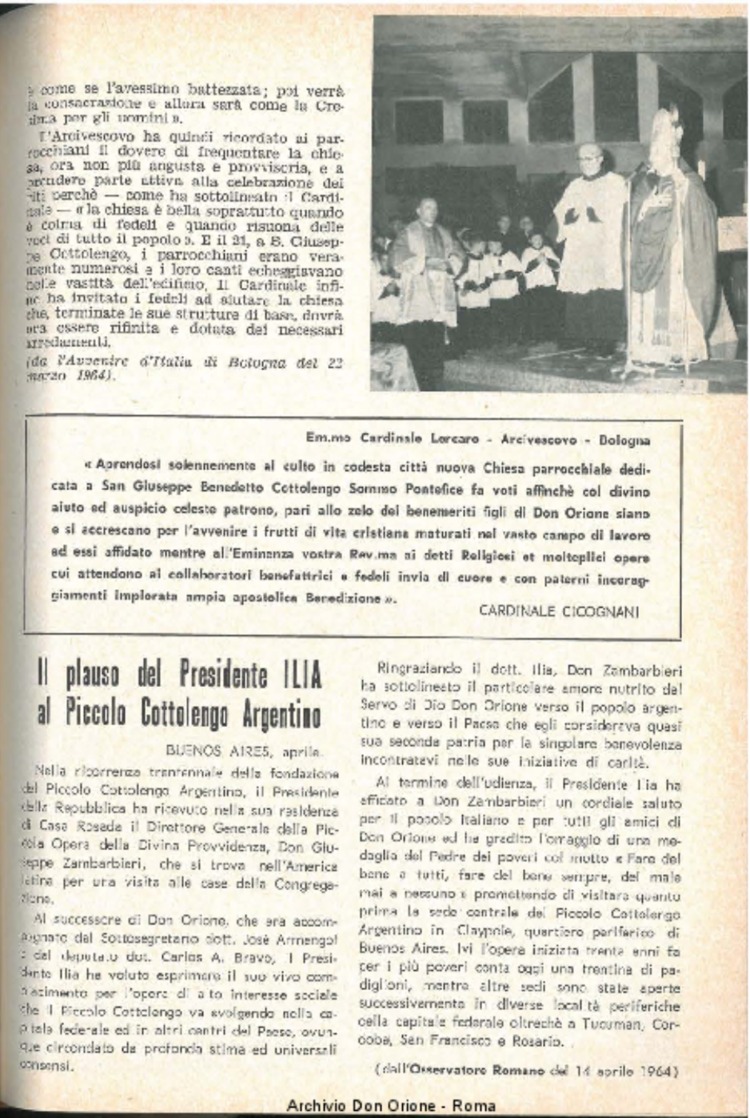 è come se l'avessimo battezzata; poi verrà
la consacrazione e allora sarà come la Cre-
sima per gli uomini».
L'Arcivescovo ha quindi ricordato ai par-
rocchiani il dovere di frequentare la chie-
sa, ora non più angusta e provvisoria, e a
prendere parte attiva alla celebrazione dei
riti perchè — come ha sottolineato il Cardi-
nale — «la chiesa è bella soprattutto quando
è colma di fedeli e quando risuona delle
voci di tutto il popolo». E il 21, a S. Giusep-
pe Cottolengo, i parrocchiani erano vera-
mente numerosi e i loro canti echeggiavano
nelle vastità dell'edificio. Il Cardinale infi-
ne ha invitato i fedeli ad aiutare la chiesa
che, terminate le sue strutture di base, dovrà
ora essere rifinita e dotata dei necessari
arredamenti.
(da l'Avvenire d'Italia di Bologna del 22
marzo 1964).
Em.mo Cardinale Lercaro - Arcivescovo - Bologna
« Aprendosi solennemente al culto in codesta città nuova Chiesa parrocchiale dedi-
cata a San Giuseppe Benedetto Cottolengo Sommo Pontefice fa voti affinchè col divino
aiuto ed auspicio celeste patrono, pari allo zelo dei benemeriti figli di Don Orione siano
e si accrescano per l'avvenire i frutti di vita cristiana maturati nel vasto campo di lavoro
ad essi affidato mentre all'Eminenza vostra Rev.ma ai detti Religiosi et molteplici opere
cui attendono ai collaboratori benefattrici e fedeli invia di cuore e con paterni incorag-
giamenti implorata ampia apostolica Benedizione ».
CARDINALE CICOGNANI
Il plauso del Presidente ILIA
al Piccolo Cottolengo Argentino
BUENOS AIRES, aprile.
Nella ricorrenza trentennale della fondazione
del Piccolo Cottolengo Argentino, il Presidente
della Repubblica ha ricevuto nella sua residenza
di Casa Rosada il Direttore Generale della Pic-
cola Opera della Divina Provvidenza, Don Giu-
seppe Zambarbieri, che si trova nell'America
latina per una visita alle case della Congrega-
zione.
Al successore di Don Orione, che era accom-
pagnato dal Sottosegretario dott. José Armengol
e dal deputato dot. Carlos A. Bravo, il Presi-
dente Ilia ha voluto esprimere il suo vivo com-
piacimento per l'opera di alto interesse sociale
che il Piccolo Cottolengo va svolgendo nella ca-
pitale federale ed in altri centri del Paese, ovun-
que circondato da profonda stima ed universali
consensi.
Ringraziando il dott. Ilia, Don Zambarbieri
ha sottolineato il particolare amore nutrito dal
Servo di Dio Don Orione verso il popolo argen-
tino e verso il Paese che egli considerava quasi
sua seconda patria per la singolare benevolenza
incontratavi nelle sue iniziative di carità.
Al termine dell'udienza, il Presidente Ilia ha
affidato a Don Zambarbieri un cordiale saluto
per il popolo italiano e per tutti gli amici di
Don Orione ed ha gradito l'omaggio di una me-
daglia del Padre dei poveri col motto « Fare del
bene a tutti, fare del bene sempre, del male
mai a nessuno » promettendo di visitare quanto
prima la sede centrale del Piccolo Cottolengo
Argentino in Claypole, quartiere periferico di
Buenos Aires. Ivi l'opera iniziata trenta anni fa
per i più poveri conta oggi una trentina di pa-
diglioni, mentre altre sedi sono state aperte
successivamente in diverse località periferiche
della capitale federale oltrechè a Tucuman, Cor-
doba, San Francisco e Rosario.
(dall'Osservatore Romano del 14 aprile 1964)
Archivio Don Orione - Roma